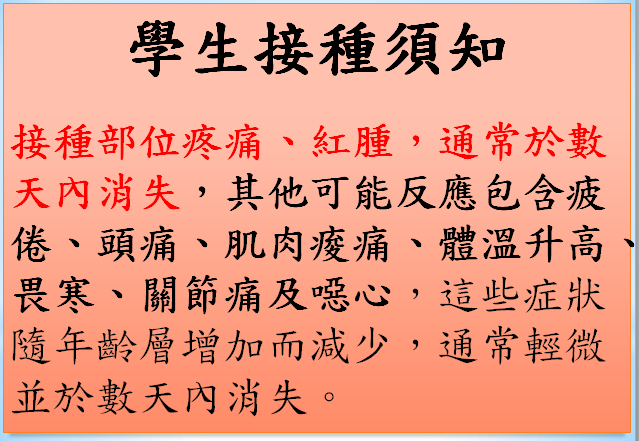 學生接種須知
接種部位疼痛、紅腫，通常於數
天內消失，其他可能反應包含疲
倦、頭痛、肌肉痠痛、體溫升高、
畏寒、關節痛及噁心，這些症狀
隨年齡層增加而減少，通常輕微
並於數天內消失。